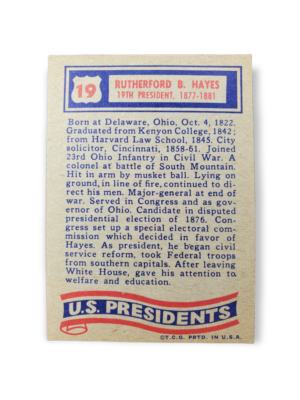 19
RUTHERFORD B. HAYES
19TH PRESIDENT, 1877-1881
Born at Delaware, Ohio, Oct. 4, 1822.
Graduated from Kenyon College, 1842;
from Harvard Law School, 1845. City
solicitor, Cincinnati, 1858-61. Joined
23rd Ohio Infantry in Civil War. A
colonel at battle of South Mountain.
Hit in arm by musket ball. Lying on
ground, in line of fire, continued to di-
rect his men. Major-general at end of
war. Served in Congress and as gov-
ernor of Ohio. Candidate in disputed
presidential election of 1876. Con-
gress set up a special electoral com-
mission which decided in favor of
Hayes. As president, he began civil
service reform, took Federal troops
from southern capitals. After leaving
White House, gave his attention to
welfare and education.
U.S. PRESIDENTS
©T.C.G. PRTD. IN U.S.A.